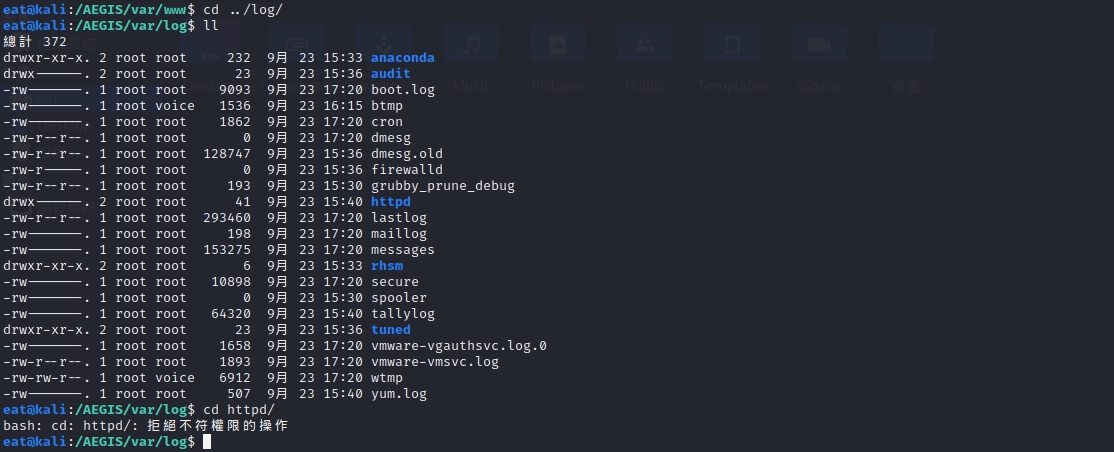 eat@kali:/AEGIS/var/www$ cd ../log/
eat@kali:/AEGIS/var/log$ ll
總計 372
drwxr-xr-x. 2 root root     232  9月  23 15:33 anaconda
drwx------. 2 root root      23  9月  23 15:36 audit
-rw-------. 1 root root    9093  9月  23 17:20 boot.log
-rw-------. 1 root voice   1536  9月  23 16:15 btmp
-rw-------. 1 root root    1862  9月  23 17:20 cron
-rw-r--r--. 1 root root       0  9月  23 15:36 dmesg
-rw-r--r--. 1 root root  128747  9月  23 15:36 dmesg.old
-rw-r-----. 1 root root       0  9月  23 15:36 firewalld
-rw-r--r--. 1 root root     193  9月  23 15:30 grubby_prune_debug
drwx------. 2 root root      41  9月  23 15:40 httpd
-rw-r--r--. 1 root root  293460  9月  23 17:20 lastlog
-rw-------. 1 root root     198  9月  23 17:20 maillog
-rw-------. 1 root root  153275  9月  23 17:20 messages
drwxr-xr-x. 2 root root       6  9月  23 15:33 rhsm
-rw-------. 1 root root   10898  9月  23 17:20 secure
-rw-------. 1 root root       0  9月  23 15:30 spooler
-rw-------. 1 root root   64320  9月  23 15:40 tallylog
drwxr-xr-x. 2 root root      23  9月  23 15:36 tuned
-rw-------. 1 root root    1658  9月  23 17:20 vmware-vgauthsvc.log.0
-rw-r--r--. 1 root root    1893  9月  23 17:20 vmware-vmsvc.log
-rw-rw-r--. 1 root voice   6912  9月  23 17:20 wtmp
-rw-------. 1 root root     507  9月  23 15:40 yum.log
eat@kali:/AEGIS/var/log$ cd httpd/
bash: cd: httpd/: 拒絕不符權限的操作
eat@kali:/AEGIS/var/log$
Music
Pictures
Public
Templates
Videos
桌面